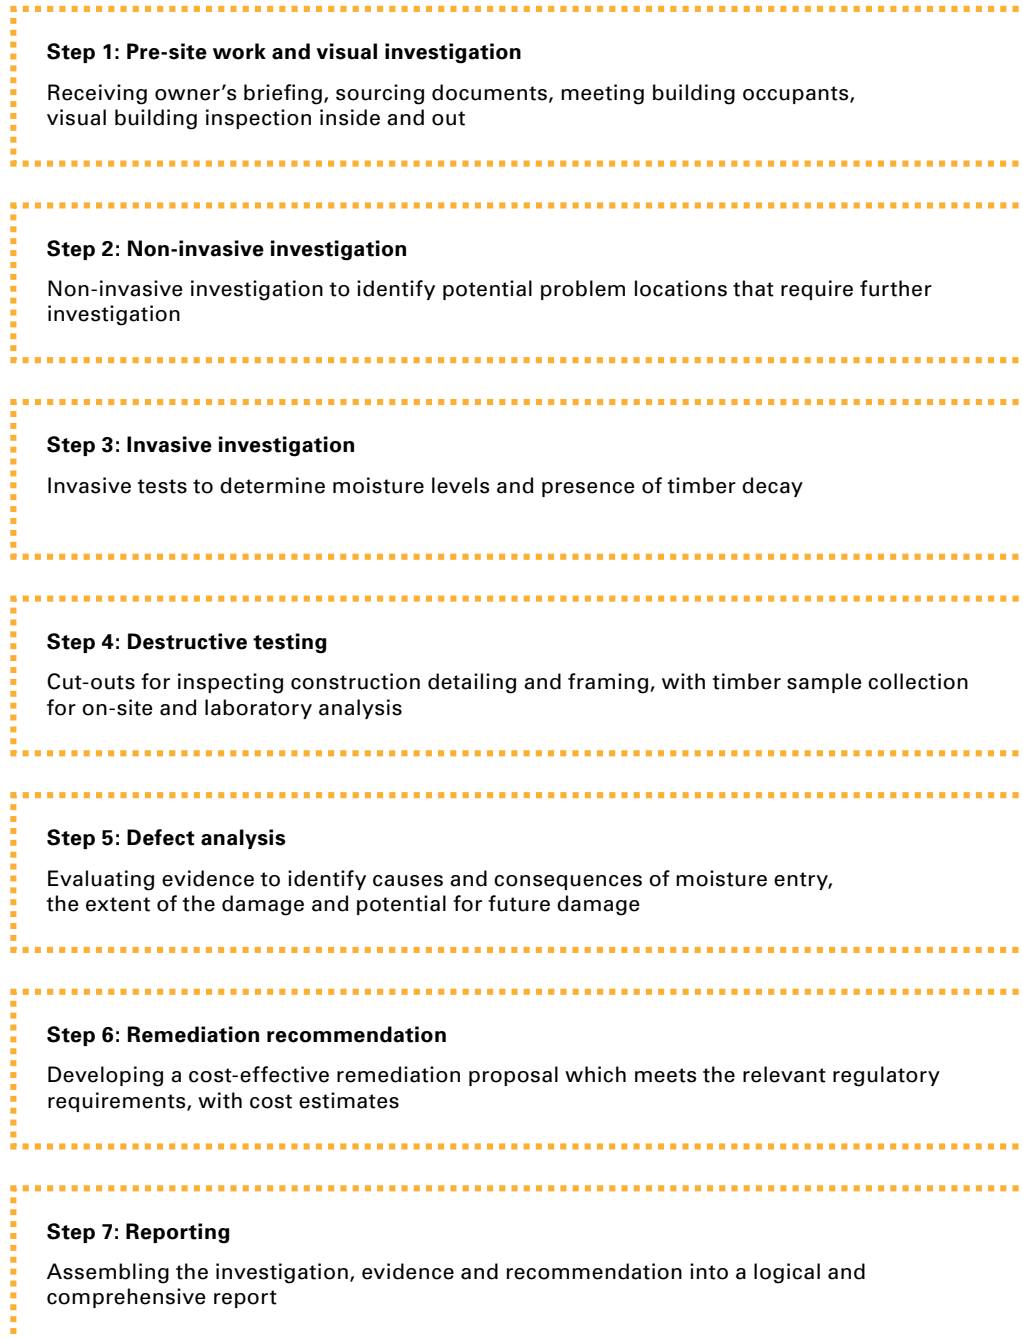 Step 1: Pre-site work and visual investigation
Receiving owner’s briefing, sourcing documents, meeting building occupants,
visual building inspection inside and out
Step 2: Non-invasive investigation
Non-invasive investigation to identify potential problem locations that require further
investigation
Step 3: Invasive investigation
Invasive tests to determine moisture levels and presence of timber decay
Step 4: Destructive testing
Cut-outs for inspecting construction detailing and framing, with timber sample collection
for on-site and laboratory analysis
Step 5: Defect analysis
Evaluating evidence to identify causes and consequences of moisture entry,
the extent of the damage and potential for future damage
Step 6: Remediation recommendation
Developing a cost-effective remediation proposal which meets the relevant regulatory
requirements, with cost estimates
Step 7: Reporting
Assembling the investigation, evidence and recommendation into a logical and
comprehensive report